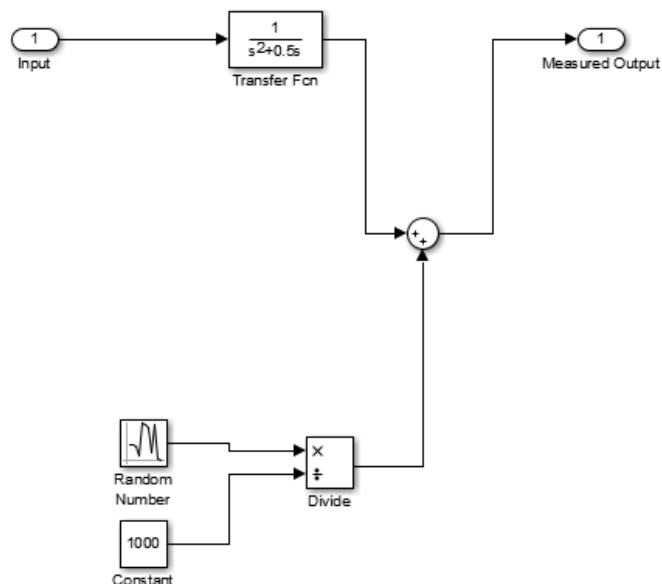 1
Input
1
s²+0.5s
Transfer Fcn
1
Measured Output
+
+
Random
Number
×
÷
Divide
1000
Constant